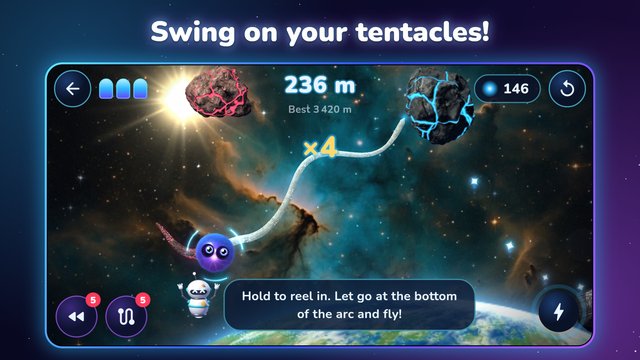 Swing on your tentacles!
236 m
Best 3 420 m
146
×4
5
5
Hold to reel in. Let go at the bottom
of the arc and fly!